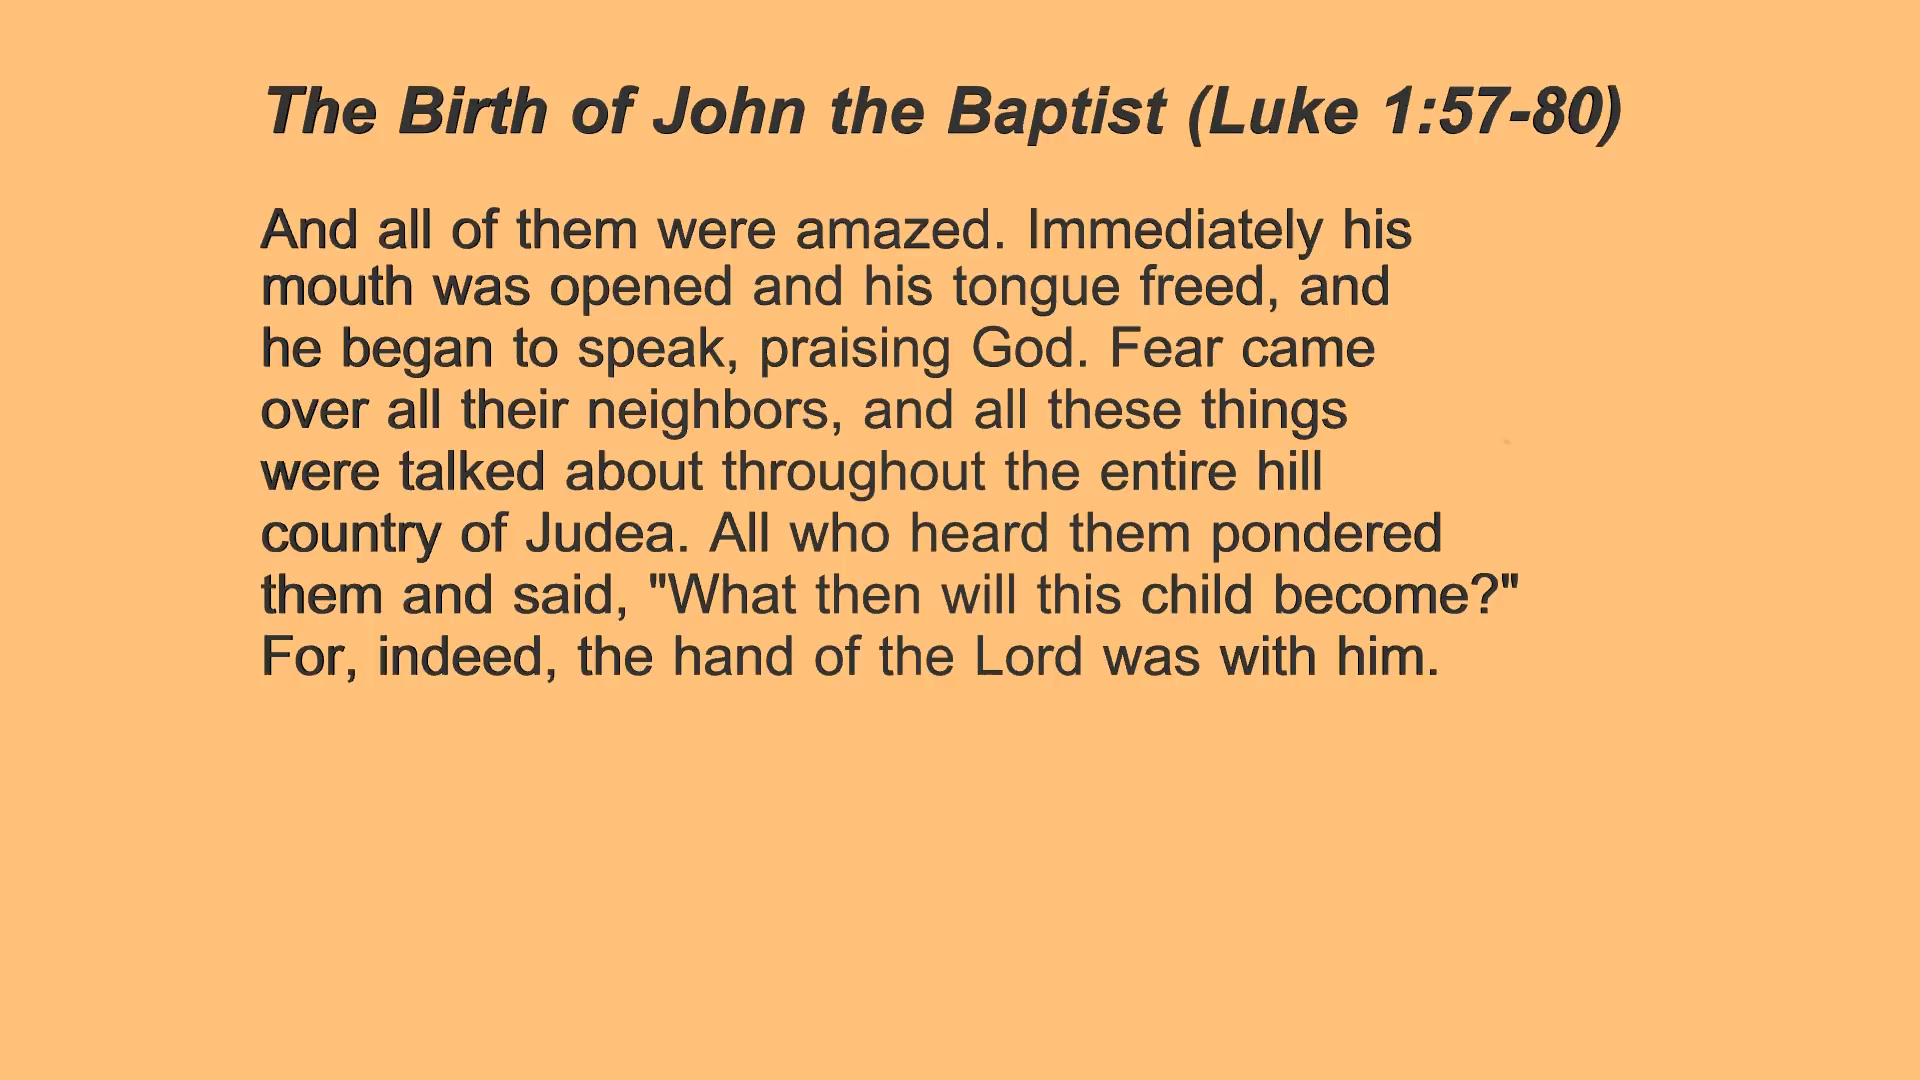 The Birth of John the Baptist (Luke 1:57-80)
And all of them were amazed. Immediately his
mouth was opened and his tongue freed, and
he began to speak, praising God. Fear came
over all their neighbors, and all these things
were talked about throughout the entire hill
country of Judea. All who heard them pondered
them and said, "What then will this child become?"
For, indeed, the hand of the Lord was with him.